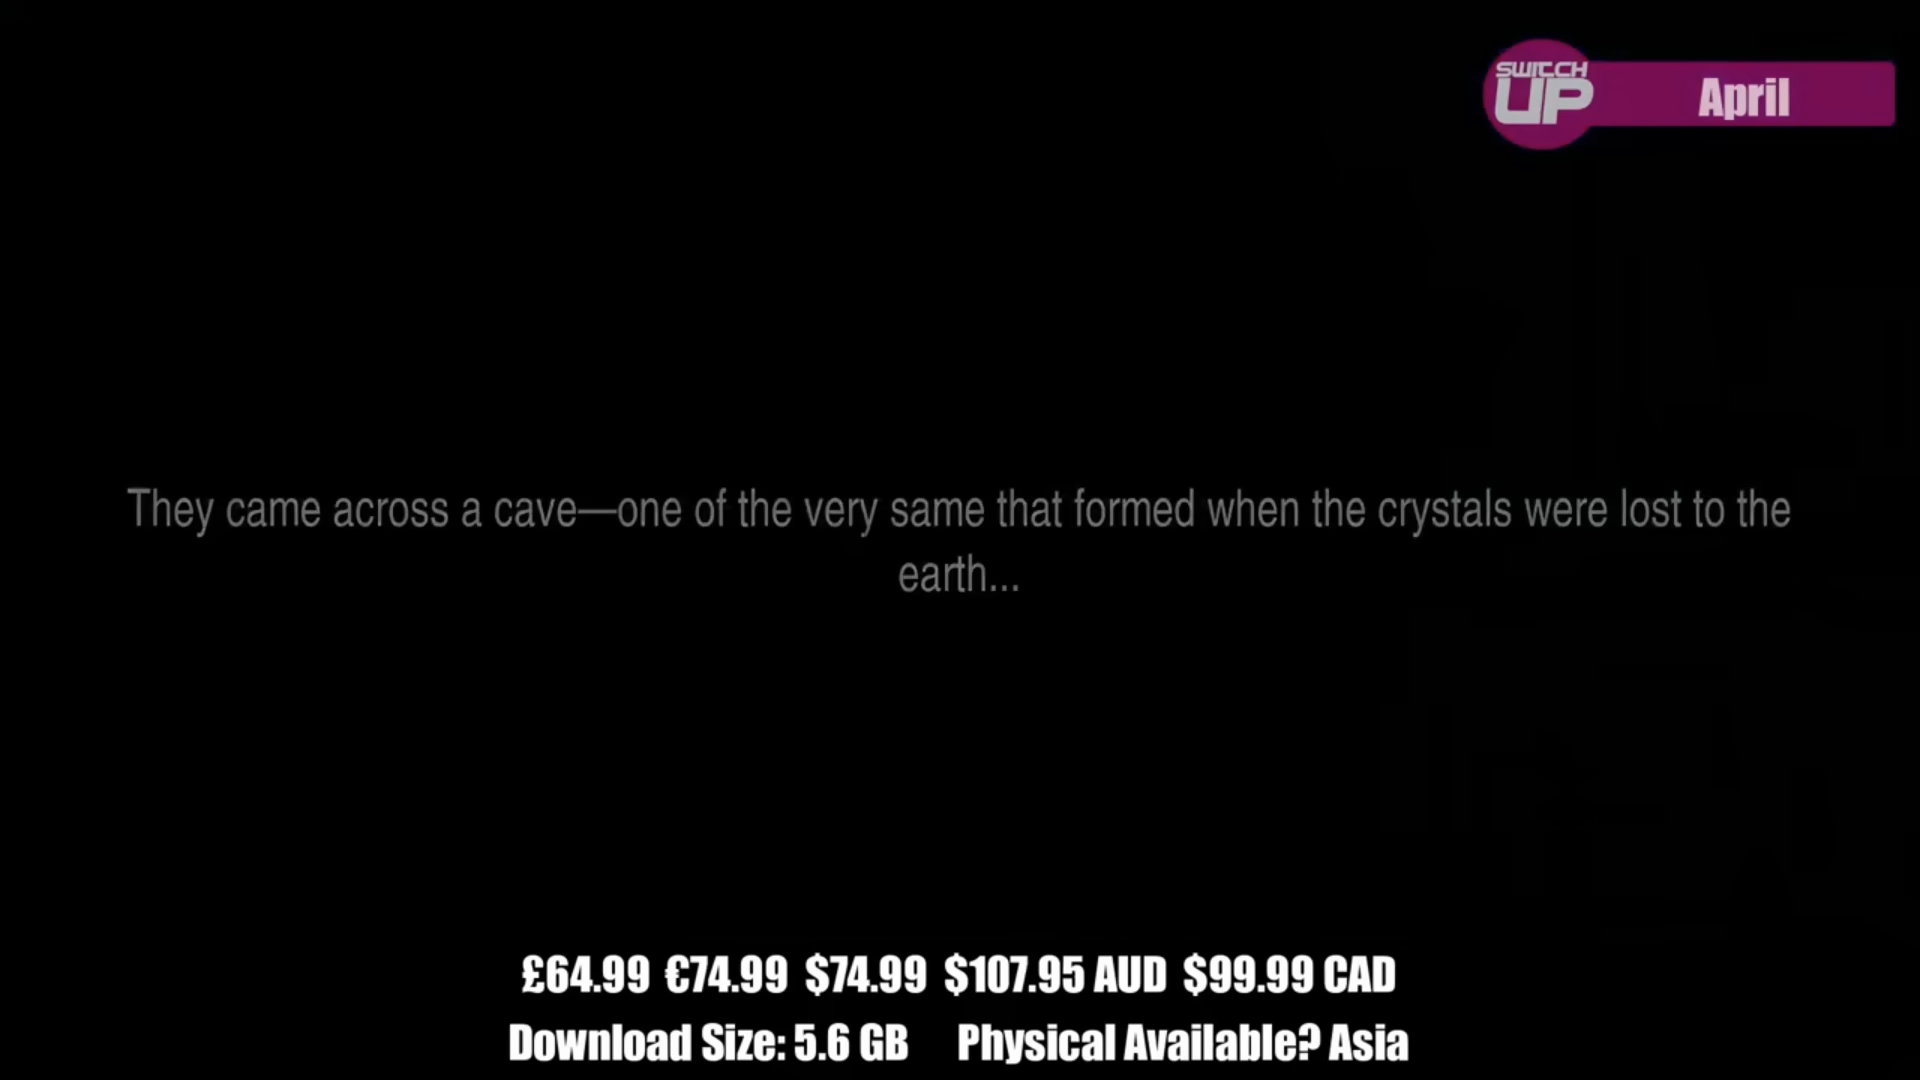 SWITCH
UP
April
They came across a cave—one of the very same that formed when the crystals were lost to the
earth...
£64.99 €74.99 $74.99 $107.95 AUD $99.99 CAD
Download Size: 5.6 GB Physical Available? Asia